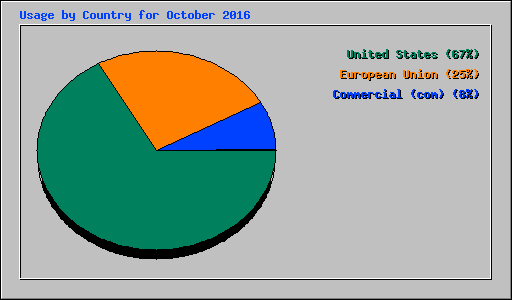 Usage by Country for October 2016
United States (67%)
European Union (25%)
Commercial (com) (8%)